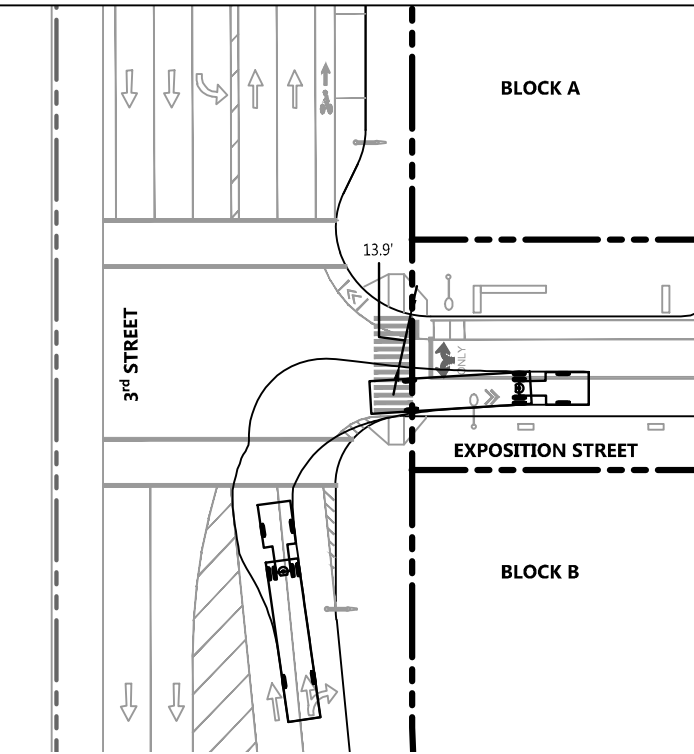 BLOCK A
13.9'
3rd STREET
ONLY
EXPOSITION STREET
BLOCK B